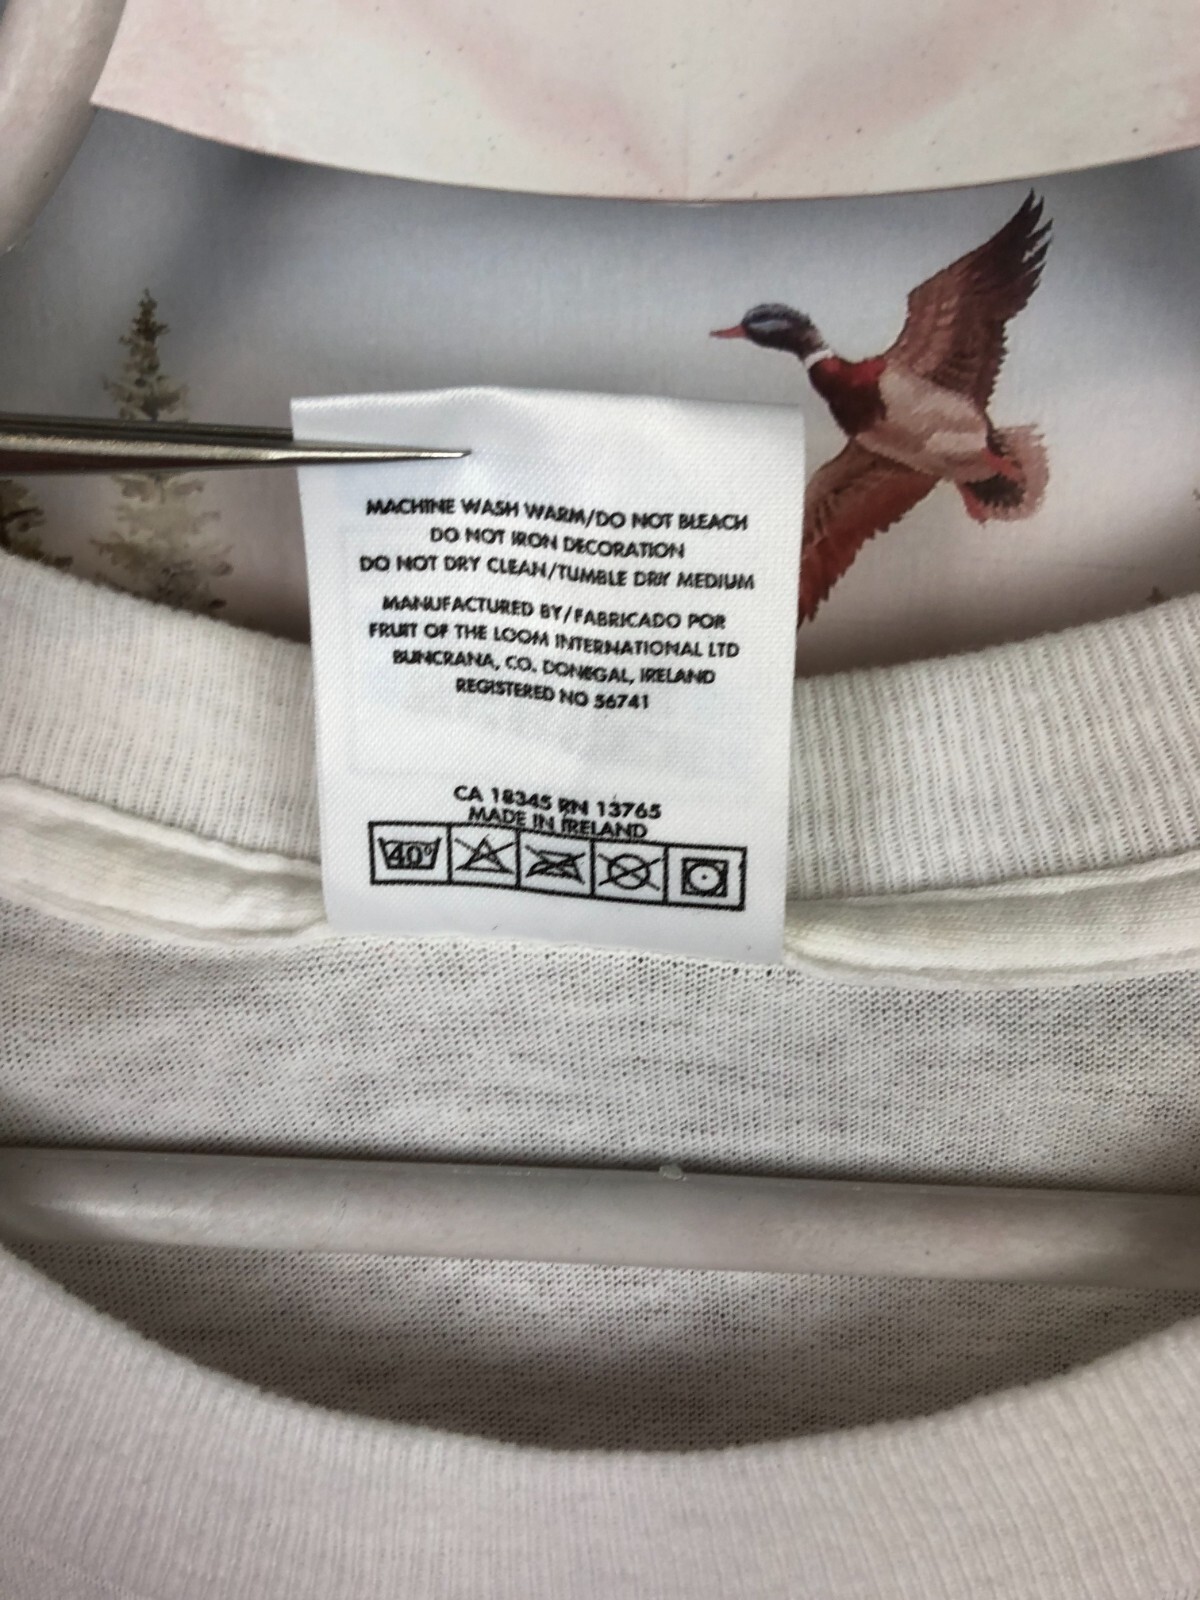 MACHINE WASH WARM/DO NOT BLEACH
DO NOT IRON DECORATION
DO NOT DRY CLEAN/TUMBLE DRY MEDIUM
MANUFACTURED BY/FABRICADO POR
FRUIT OF THE LOOM INTERNATIONAL LTD
BUNCRANA, CO. DONEGAL, IRELAND
REGISTERED NO 56741
CA 18345 RN 13765
MADE IN IRELAND
40°